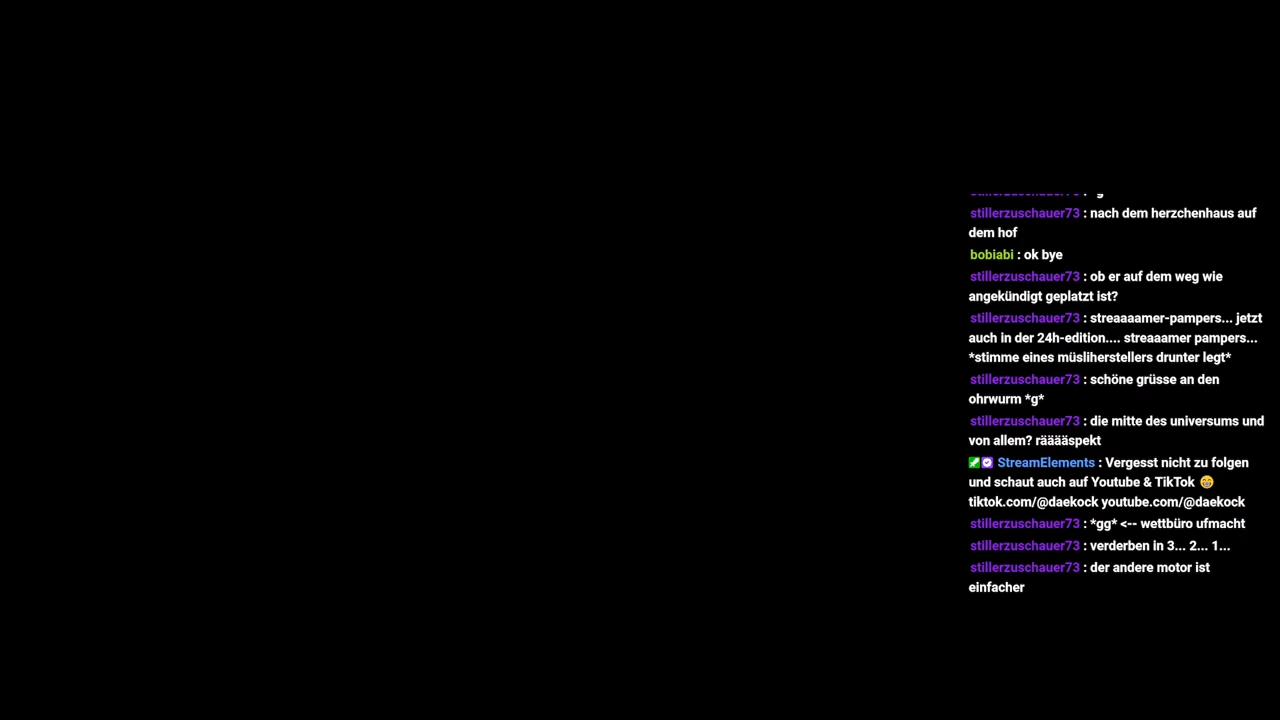 stillerzuschauer73 : nach dem herzchenhaus auf
dem hof
bobiabi : ok bye
stillerzuschauer73 : ob er auf dem weg wie
angekündigt geplatzt ist?
stillerzuschauer73 : streaaaamer-pampers... jetzt
auch in der 24h-edition.... streaaamer pampers...
*stimme eines müsliherstellers drunter legt*
stillerzuschauer73 : schöne grüsse an den
ohrwurm *g*
stillerzuschauer73 : die mitte des universums und
von allem? rääääspekt
StreamElements : Vergesst nicht zu folgen
und schaut auch auf Youtube & TikTok 😁
tiktok.com/@daekock youtube.com/@daekock
stillerzuschauer73 : *gg* <-- wettbüro ufmacht
stillerzuschauer73 : verderben in 3... 2... 1...
stillerzuschauer73 : der andere motor ist
einfacher